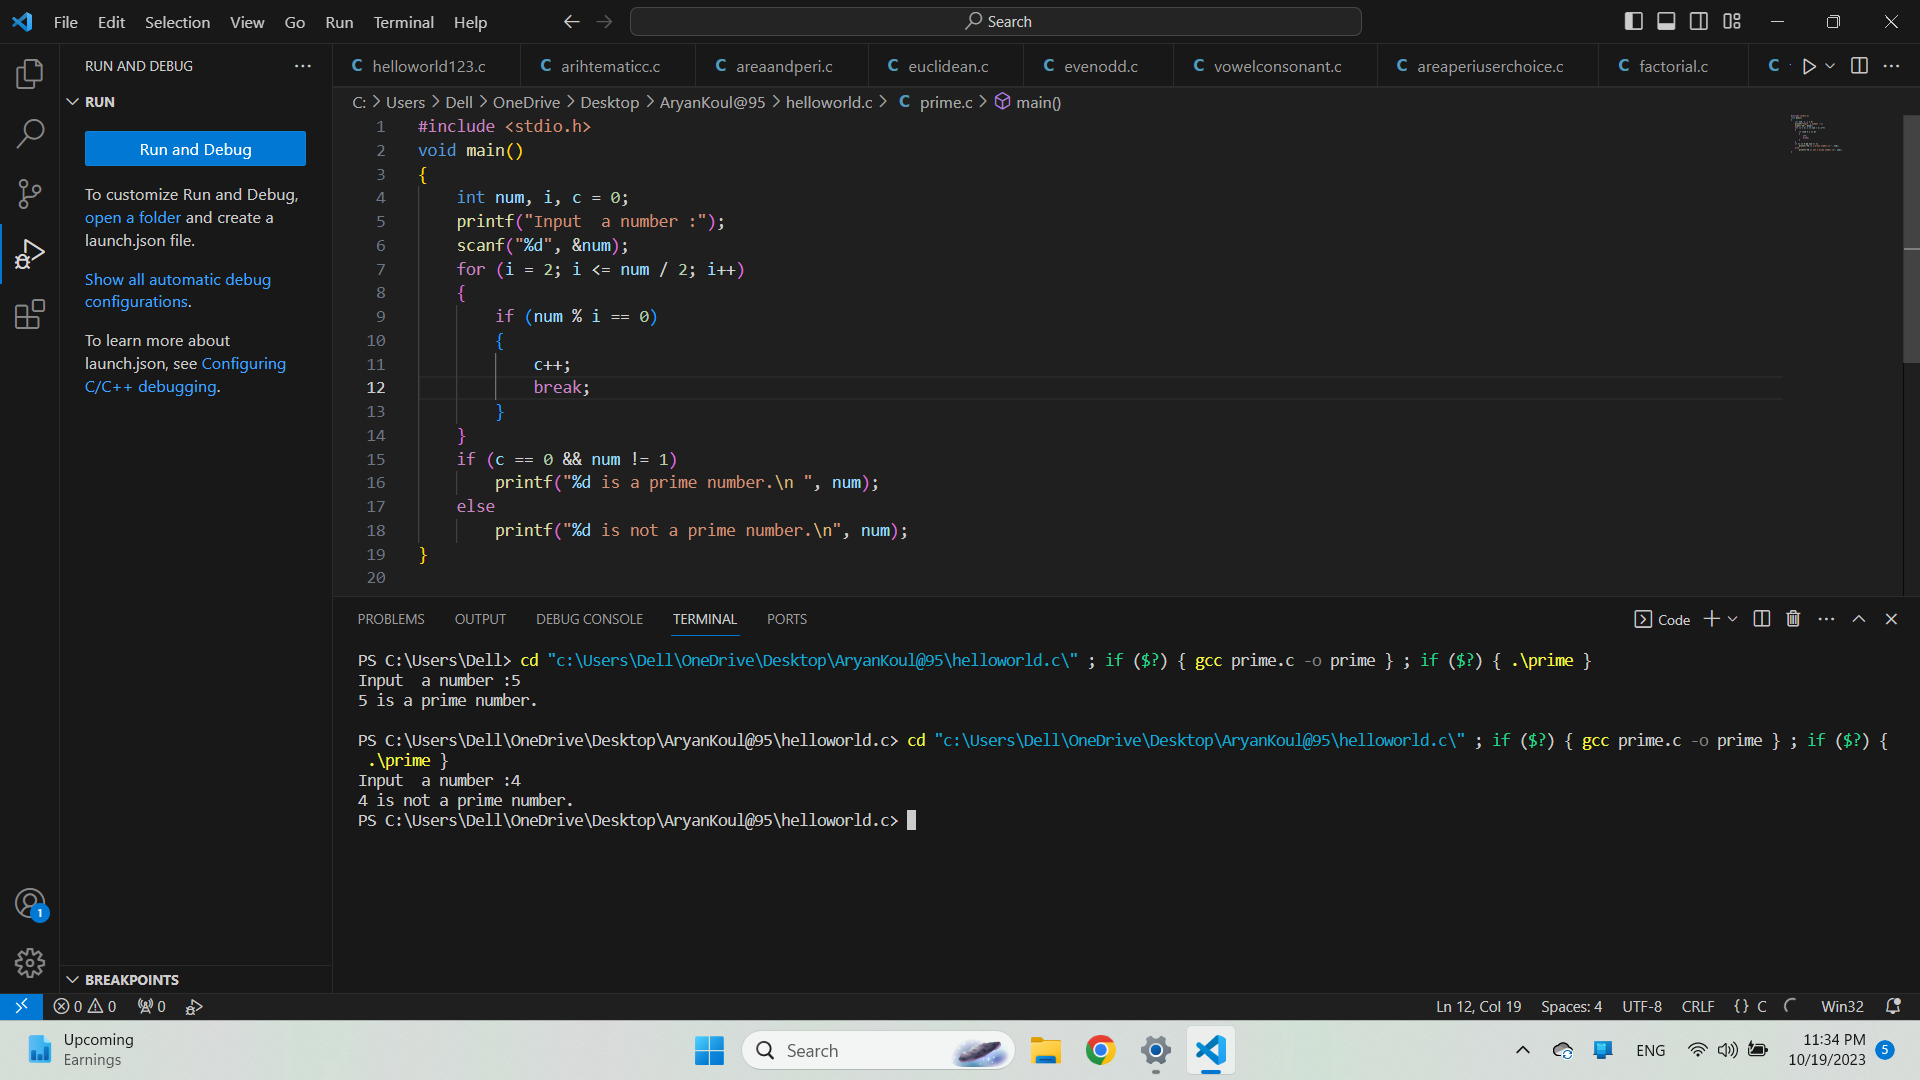 File Edit Selection View Go Run Terminal Help
Search
RUN AND DEBUG
RUN
Run and Debug
To customize Run and Debug,
open a folder and create a
launch.json file.
Show all automatic debug
configurations.
To learn more about
launch.json, see Configuring
C/C++ debugging.
BREAKPOINTS
C helloworld123.c C arihtematicc.c C areaandperi.c C euclidean.c C evenodd.c C vowelconsonant.c C areaperiuserchoice.c C factorial.c C
C: > Users > Dell > OneDrive > Desktop > AryanKoul@95 > helloworld.c > C prime.c > main()
1 #include <stdio.h>
2 void main()
3 {
4     int num, i, c = 0;
5     printf("Input  a number :");
6     scanf("%d", &num);
7     for (i = 2; i <= num / 2; i++)
8     {
9         if (num % i == 0)
10         {
11             c++;
12             break;
13         }
14     }
15     if (c == 0 && num != 1)
16         printf("%d is a prime number.\n ", num);
17     else
18         printf("%d is not a prime number.\n", num);
19 }
20
PROBLEMS OUTPUT DEBUG CONSOLE TERMINAL PORTS
Code
PS C:\Users\Dell> cd "c:\Users\Dell\OneDrive\Desktop\AryanKoul@95\helloworld.c\" ; if ($?) { gcc prime.c -o prime } ; if ($?) { .\prime }
Input  a number :5
5 is a prime number.
PS C:\Users\Dell\OneDrive\Desktop\AryanKoul@95\helloworld.c> cd "c:\Users\Dell\OneDrive\Desktop\AryanKoul@95\helloworld.c\" ; if ($?) { gcc prime.c -o prime } ; if ($?) {
.\prime }
Input  a number :4
4 is not a prime number.
PS C:\Users\Dell\OneDrive\Desktop\AryanKoul@95\helloworld.c>
1
0 0 0
Ln 12, Col 19 Spaces: 4 UTF-8 CRLF {} C Win32
Upcoming
Earnings
Search
ENG
11:34 PM
10/19/2023
5